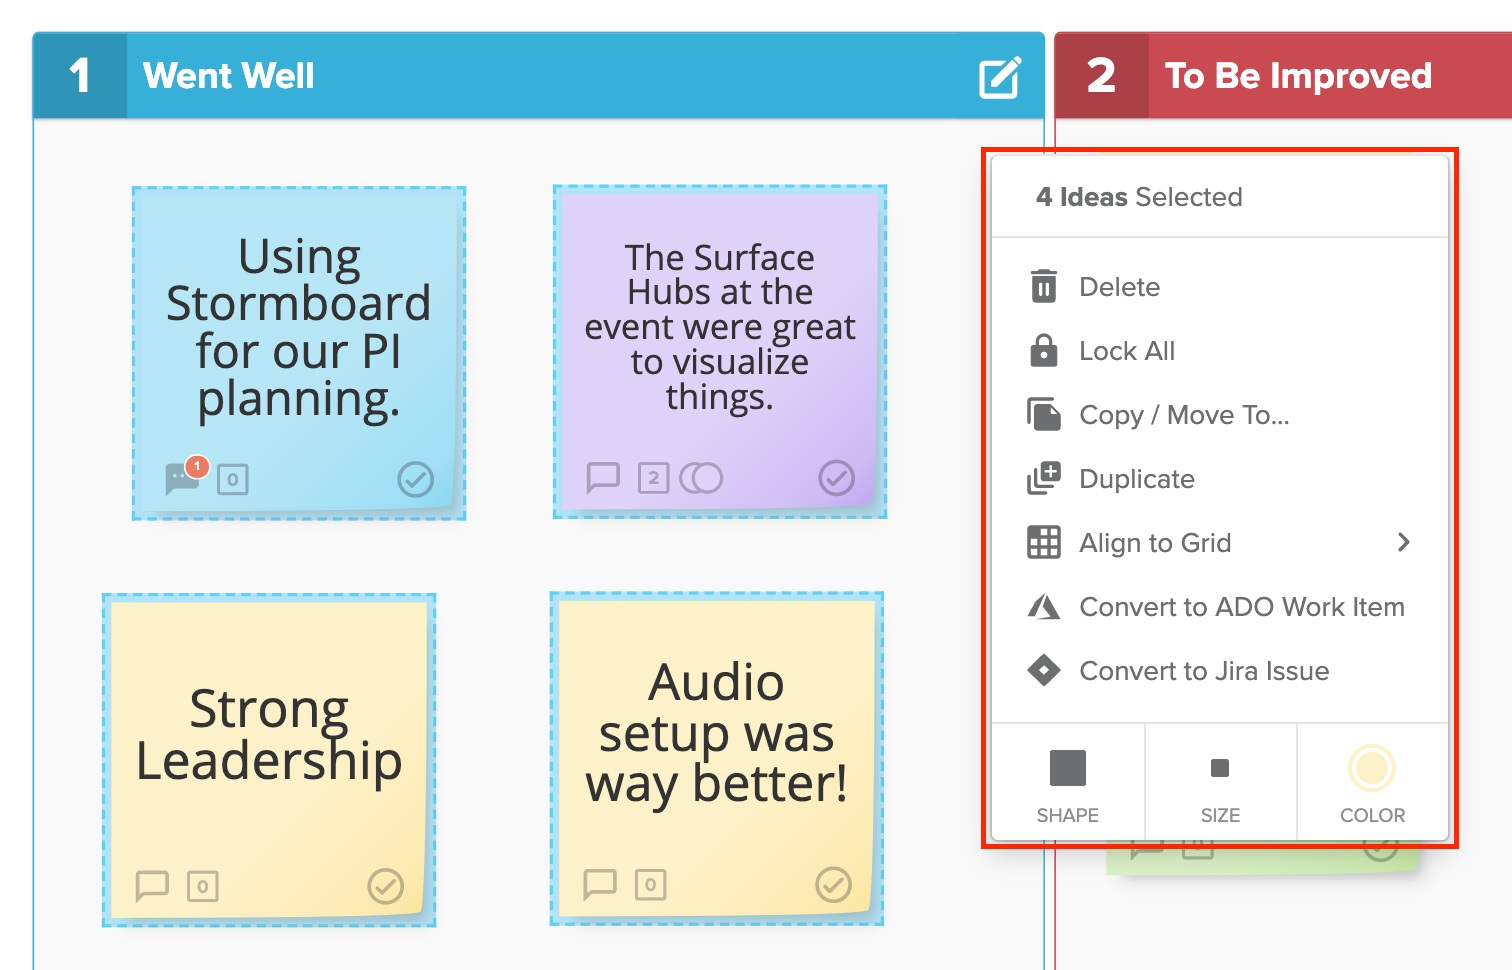 1 Went Well
2 To Be Improved
Using
Stormboard
for our PI
planning.
1
0
The Surface
Hubs at the
event were great
to visualize
things.
2
Strong
Leadership
0
Audio
setup was
way better!
0
4 Ideas Selected
Delete
Lock All
Copy / Move To...
Duplicate
Align to Grid
Convert to ADO Work Item
Convert to Jira Issue
SHAPE
SIZE
COLOR